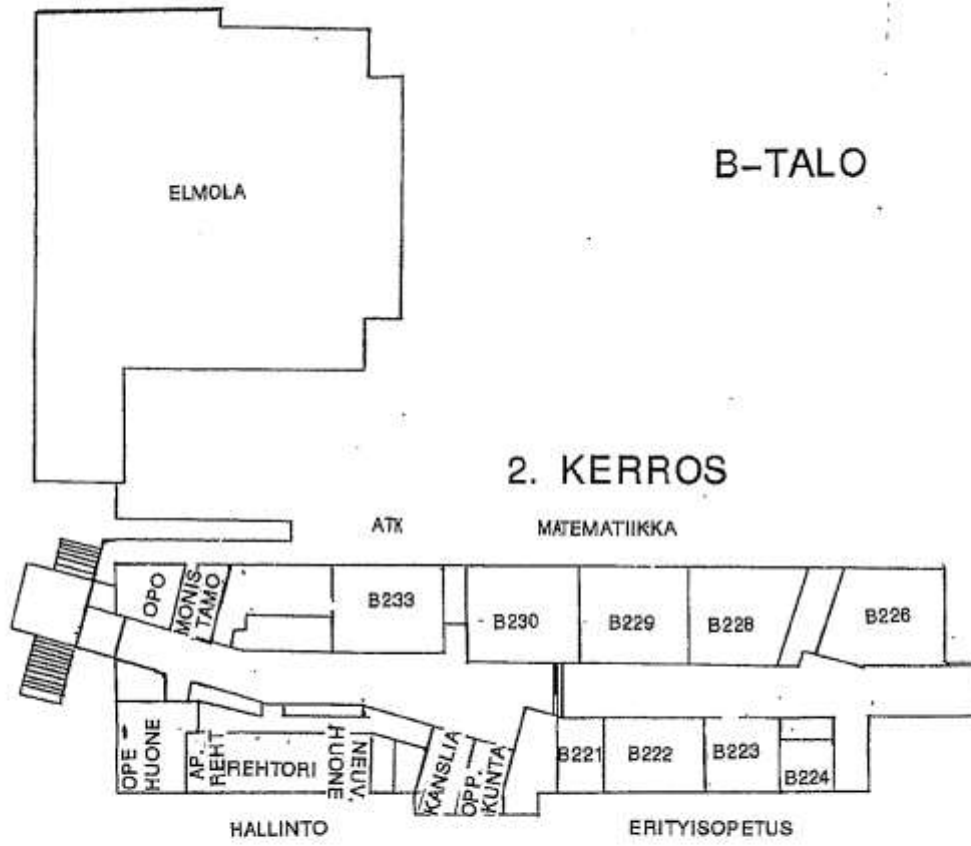 B-TALO
ELMOLA
2. KERROS
ATK
MATEMATIIKKA
OPO
MONIS
TAMO
B233
B230
B229
B228
B226
OPE-
HUONE
AP.
REHT
REHTORI
NEUV.
HUONE
KANSLIA
OPP.
KUNTA
B221
B222
B223
B224
HALLINTO
ERITYISOPETUS